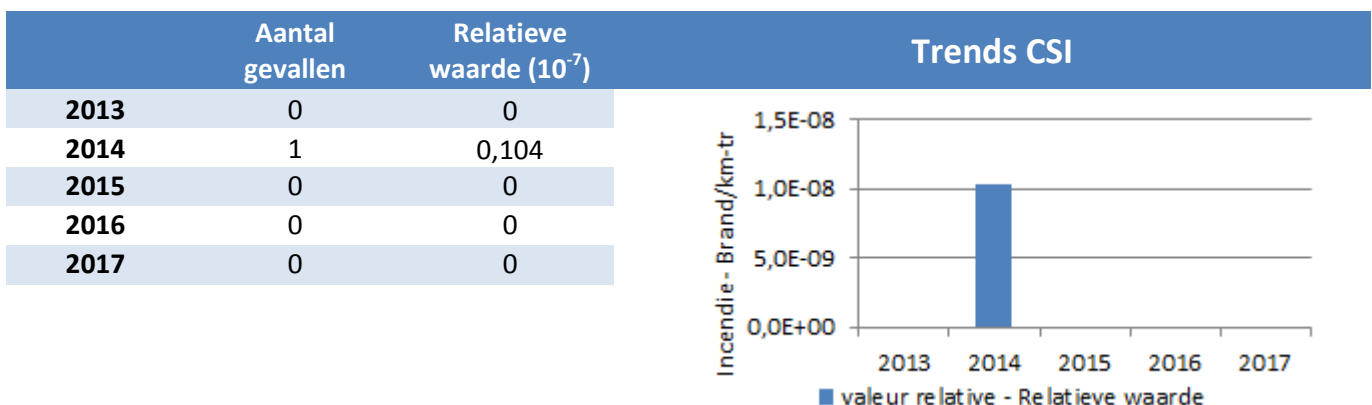 Aantal gevallen Relatieve waarde (10-7) Trends CSI
2013 0 0
2014 1 0,104
2015 0 0
2016 0 0
2017 0 0
Incendie - Brand/km-tr
1,5E-08
1,0E-08
5,0E-09
0,0E+00
2013 2014 2015 2016 2017
valeur relative - Relatieve waarde